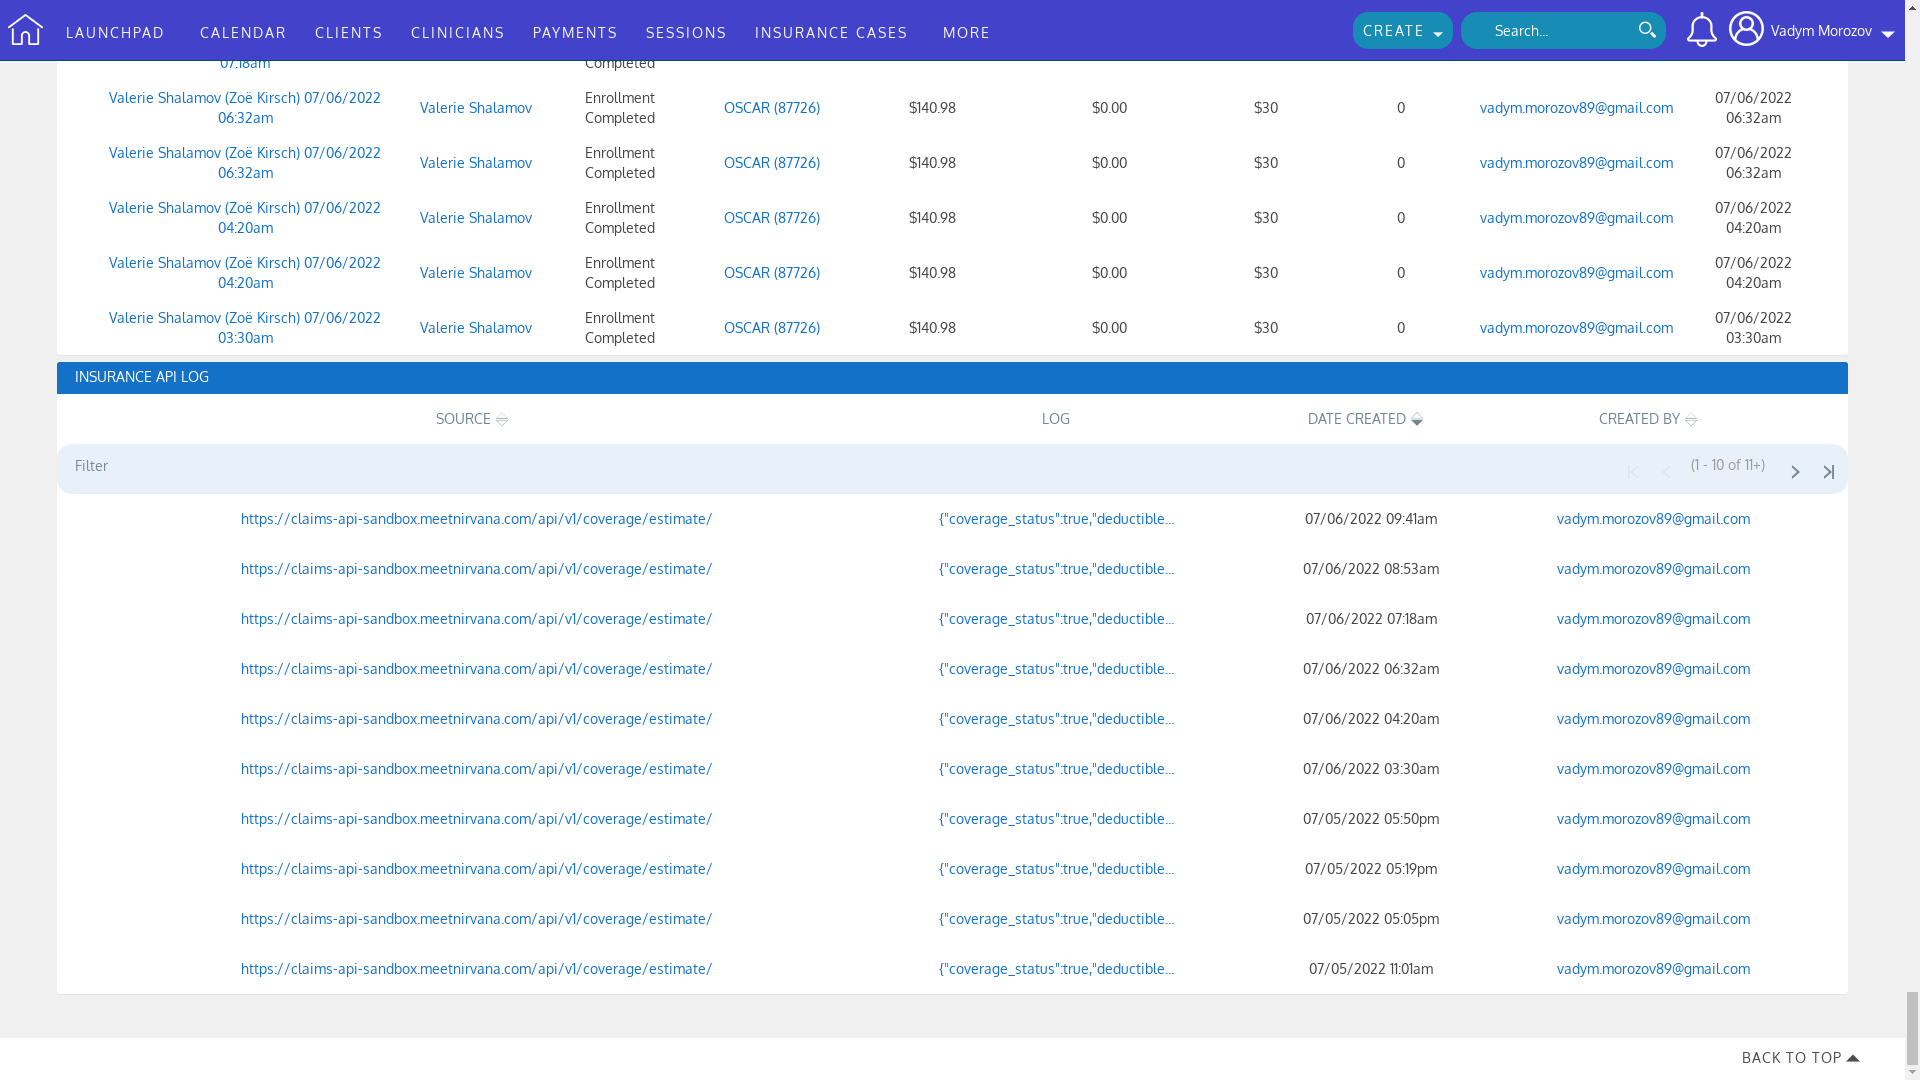 LAUNCHPAD CALENDAR CLIENTS CLINICIANS PAYMENTS SESSIONS INSURANCE CASES MORE CREATE Search... Vadym Morozov
07:18am Completed
Valerie Shalamov (Zoë Kirsch) 07/06/2022 06:32am Valerie Shalamov Enrollment Completed OSCAR (87726) $140.98 $0.00 $30 0 vadym.morozov89@gmail.com 07/06/2022 06:32am
Valerie Shalamov (Zoë Kirsch) 07/06/2022 06:32am Valerie Shalamov Enrollment Completed OSCAR (87726) $140.98 $0.00 $30 0 vadym.morozov89@gmail.com 07/06/2022 06:32am
Valerie Shalamov (Zoë Kirsch) 07/06/2022 04:20am Valerie Shalamov Enrollment Completed OSCAR (87726) $140.98 $0.00 $30 0 vadym.morozov89@gmail.com 07/06/2022 04:20am
Valerie Shalamov (Zoë Kirsch) 07/06/2022 04:20am Valerie Shalamov Enrollment Completed OSCAR (87726) $140.98 $0.00 $30 0 vadym.morozov89@gmail.com 07/06/2022 04:20am
Valerie Shalamov (Zoë Kirsch) 07/06/2022 03:30am Valerie Shalamov Enrollment Completed OSCAR (87726) $140.98 $0.00 $30 0 vadym.morozov89@gmail.com 07/06/2022 03:30am
INSURANCE API LOG
SOURCE LOG DATE CREATED CREATED BY
Filter (1 - 10 of 11+)
https://claims-api-sandbox.meetnirvana.com/api/v1/coverage/estimate/ {"coverage_status":true,"deductible... 07/06/2022 09:41am vadym.morozov89@gmail.com
https://claims-api-sandbox.meetnirvana.com/api/v1/coverage/estimate/ {"coverage_status":true,"deductible... 07/06/2022 08:53am vadym.morozov89@gmail.com
https://claims-api-sandbox.meetnirvana.com/api/v1/coverage/estimate/ {"coverage_status":true,"deductible... 07/06/2022 07:18am vadym.morozov89@gmail.com
https://claims-api-sandbox.meetnirvana.com/api/v1/coverage/estimate/ {"coverage_status":true,"deductible... 07/06/2022 06:32am vadym.morozov89@gmail.com
https://claims-api-sandbox.meetnirvana.com/api/v1/coverage/estimate/ {"coverage_status":true,"deductible... 07/06/2022 04:20am vadym.morozov89@gmail.com
https://claims-api-sandbox.meetnirvana.com/api/v1/coverage/estimate/ {"coverage_status":true,"deductible... 07/06/2022 03:30am vadym.morozov89@gmail.com
https://claims-api-sandbox.meetnirvana.com/api/v1/coverage/estimate/ {"coverage_status":true,"deductible... 07/05/2022 05:50pm vadym.morozov89@gmail.com
https://claims-api-sandbox.meetnirvana.com/api/v1/coverage/estimate/ {"coverage_status":true,"deductible... 07/05/2022 05:19pm vadym.morozov89@gmail.com
https://claims-api-sandbox.meetnirvana.com/api/v1/coverage/estimate/ {"coverage_status":true,"deductible... 07/05/2022 05:05pm vadym.morozov89@gmail.com
https://claims-api-sandbox.meetnirvana.com/api/v1/coverage/estimate/ {"coverage_status":true,"deductible... 07/05/2022 11:01am vadym.morozov89@gmail.com
BACK TO TOP